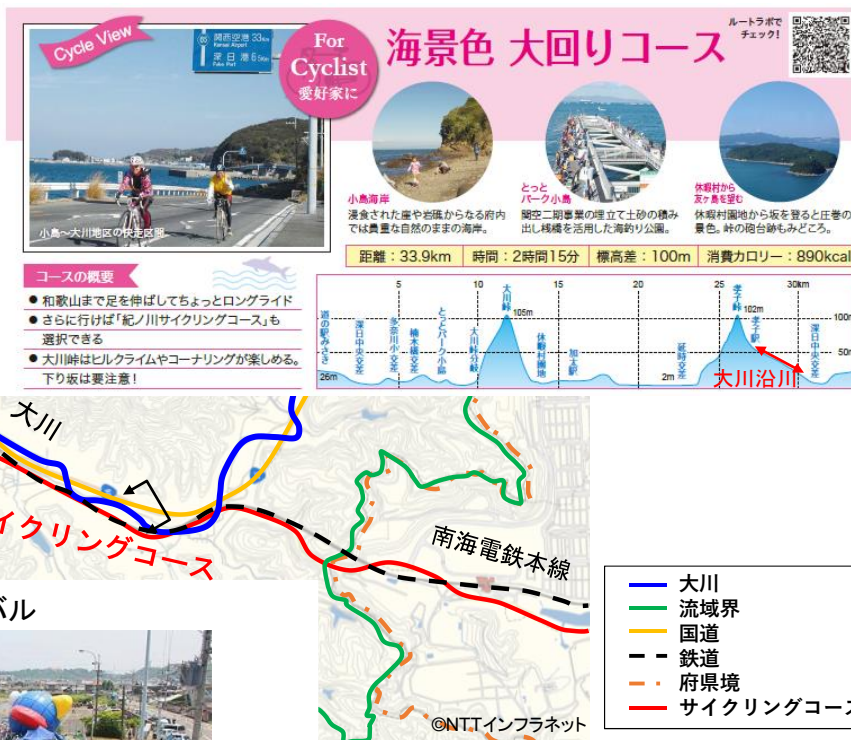 Cycle View
関西空港 33km
Kansai Airport
深日港 6.5km
Fuke Port
小島～大川地区の快走区間
For
Cyclist
愛好家に
海景色 大回りコース
ルートラボで
チェック！
小島海岸
浸食された崖や岩礁からなる府内
では貴重な自然のままの海岸。
とっと
パーク小島
関空二期事業の埋立て土砂の積み
出し桟橋を活用した海釣り公園。
休暇村から
友ヶ島を望む
休暇村園地から坂を登ると圧巻の
景色。峠の砲台跡もみどころ。
距離：33.9km
時間：2時間15分
標高差：100m
消費カロリー：890kcal
コースの概要
● 和歌山まで足を伸ばしてちょっとロングライド
● さらに行けば「紀ノ川サイクリングコース」も
選択できる
● 大川峠はヒルクライムやコーナリングが楽しめる。
下り坂は要注意！
5
10
15
20
25
30km
道の駅みさき
26m
深日中央交差
多奈川小交差
楠木橋交差
とっとパーク小島
大川峠分岐
大川峠
105m
休暇村園地
加太駅
2m
延時交差
孝子峠
102m
孝子駅
深日中央交差
100m
50m
大川沿川
大川
イクリングコース
南海電鉄本線
©NTTインフラネット
バル
大川
流域界
国道
鉄道
府県境
サイクリングコース